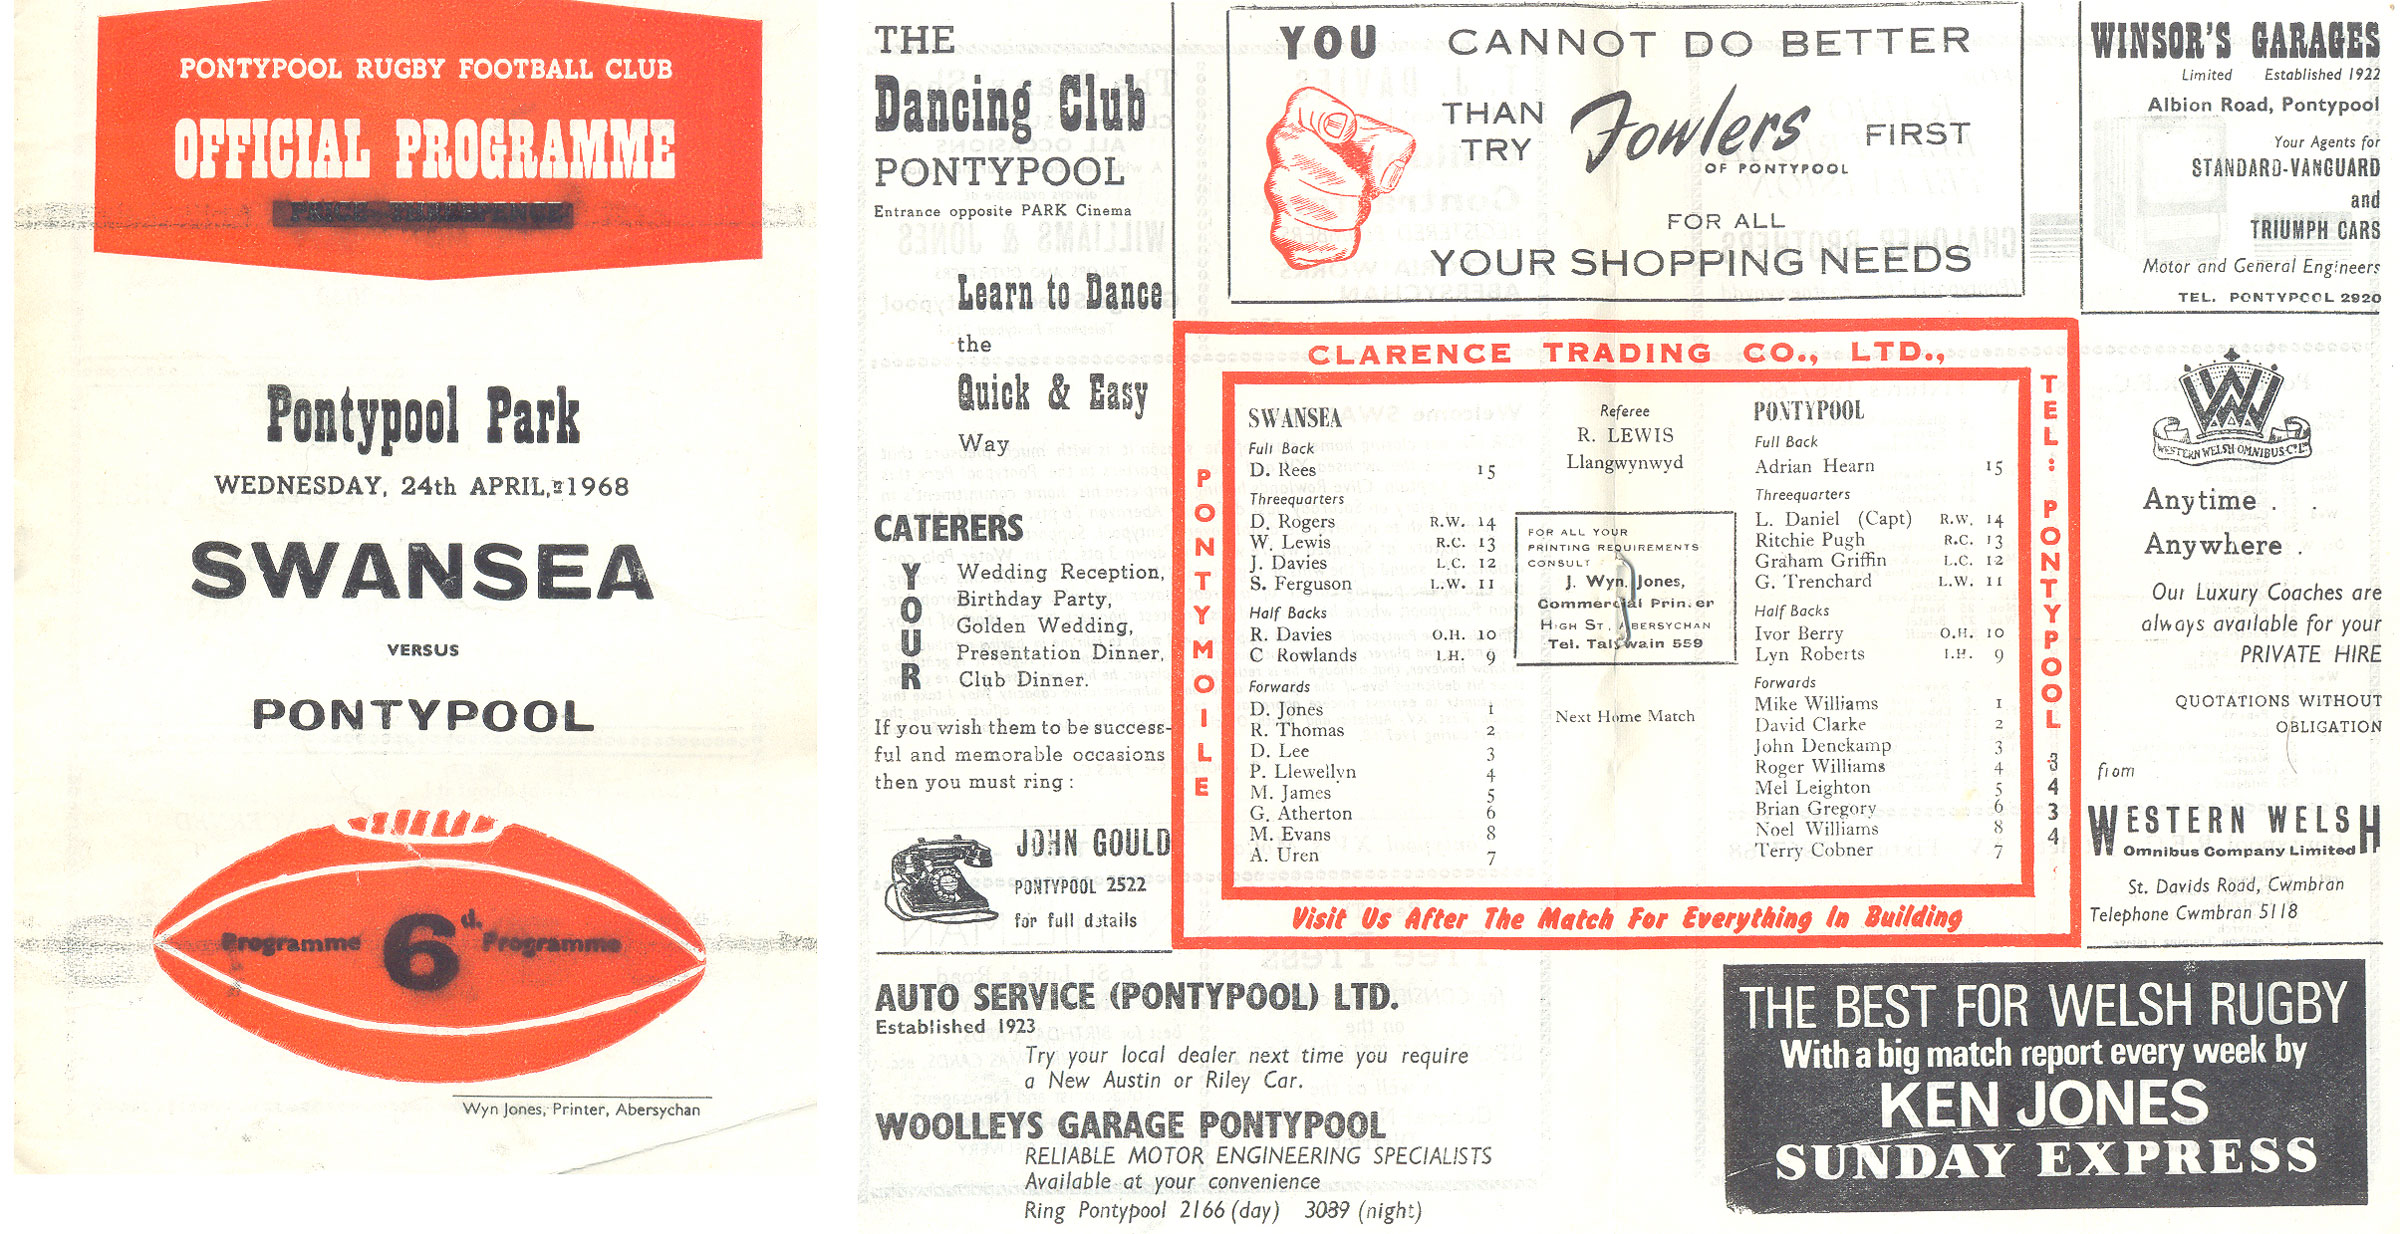 PONTYPOOL RUGBY FOOTBALL CLUB
OFFICIAL PROGRAMME
Pontypool Park
WEDNESDAY, 24th APRIL, 1968
SWANSEA
VERSUS
PONTYPOOL
Programme 6d. Programme
Wyn Jones, Printer, Abersychan
THE
Dancing Club
PONTYPOOL
Entrance opposite PARK Cinema
Learn to Dance
the
Quick & Easy
Way
CATERERS
YOUR
Wedding Reception,
Birthday Party,
Golden Wedding,
Presentation Dinner,
Club Dinner.
If you wish them to be success-
ful and memorable occasions
then you must ring :
JOHN GOULD
PONTYPOOL 2522
for full details
YOU CANNOT DO BETTER
THAN TRY Fowlers FIRST
OF PONTYPOOL
FOR ALL
YOUR SHOPPING NEEDS
WINSOR'S GARAGES
Limited Established 1922
Albion Road, Pontypool
Your Agents for
STANDARD-VANGUARD
and
TRIUMPH CARS
Motor and General Engineers
TEL. PONTYPOOL 2920
CLARENCE TRADING CO., LTD.,
PONTYMOILE
TEL: PONTYPOOL 3434
SWANSEA
Full Back
D. Rees 15
Threequarters
D. Rogers R.W. 14
W. Lewis R.C. 13
J. Davies L.C. 12
S. Ferguson L.W. 11
Half Backs
R. Davies O.H. 10
C Rowlands I.H. 9
Forwards
D. Jones 1
R. Thomas 2
D. Lee 3
P. Llewellyn 4
M. James 5
G. Atherton 6
M. Evans 8
A. Uren 7
Referee
R. LEWIS
Llangwynwyd
FOR ALL YOUR
PRINTING REQUIREMENTS
CONSULT
J. Wyn. Jones,
Commercial Printer
HIGH ST, ABERSYCHAN
Tel. Talywain 559
Next Home Match
PONTYPOOL
Full Back
Adrian Hearn 15
Threequarters
L. Daniel (Capt) R.W. 14
Ritchie Pugh R.C. 13
Graham Griffin L.C. 12
G. Trenchard L.W. 11
Half Backs
Ivor Berry O.H. 10
Lyn Roberts I.H. 9
Forwards
Mike Williams 1
David Clarke 2
John Denekamp 3
Roger Williams 4
Mel Leighton 5
Brian Gregory 6
Noel Williams 8
Terry Cobner 7
Visit Us After The Match For Everything In Building
WESTERN WELSH OMNIBUS Co Ltd
Anytime . .
Anywhere .
Our Luxury Coaches are
always available for your
PRIVATE HIRE
QUOTATIONS WITHOUT
OBLIGATION
from
WESTERN WELSH
Omnibus Company Limited
St. Davids Road, Cwmbran
Telephone Cwmbran 5118
AUTO SERVICE (PONTYPOOL) LTD.
Established 1923
Try your local dealer next time you require
a New Austin or Riley Car.
WOOLLEYS GARAGE PONTYPOOL
RELIABLE MOTOR ENGINEERING SPECIALISTS
Available at your convenience
Ring Pontypool 2166 (day) 3089 (night)
THE BEST FOR WELSH RUGBY
With a big match report every week by
KEN JONES
SUNDAY EXPRESS